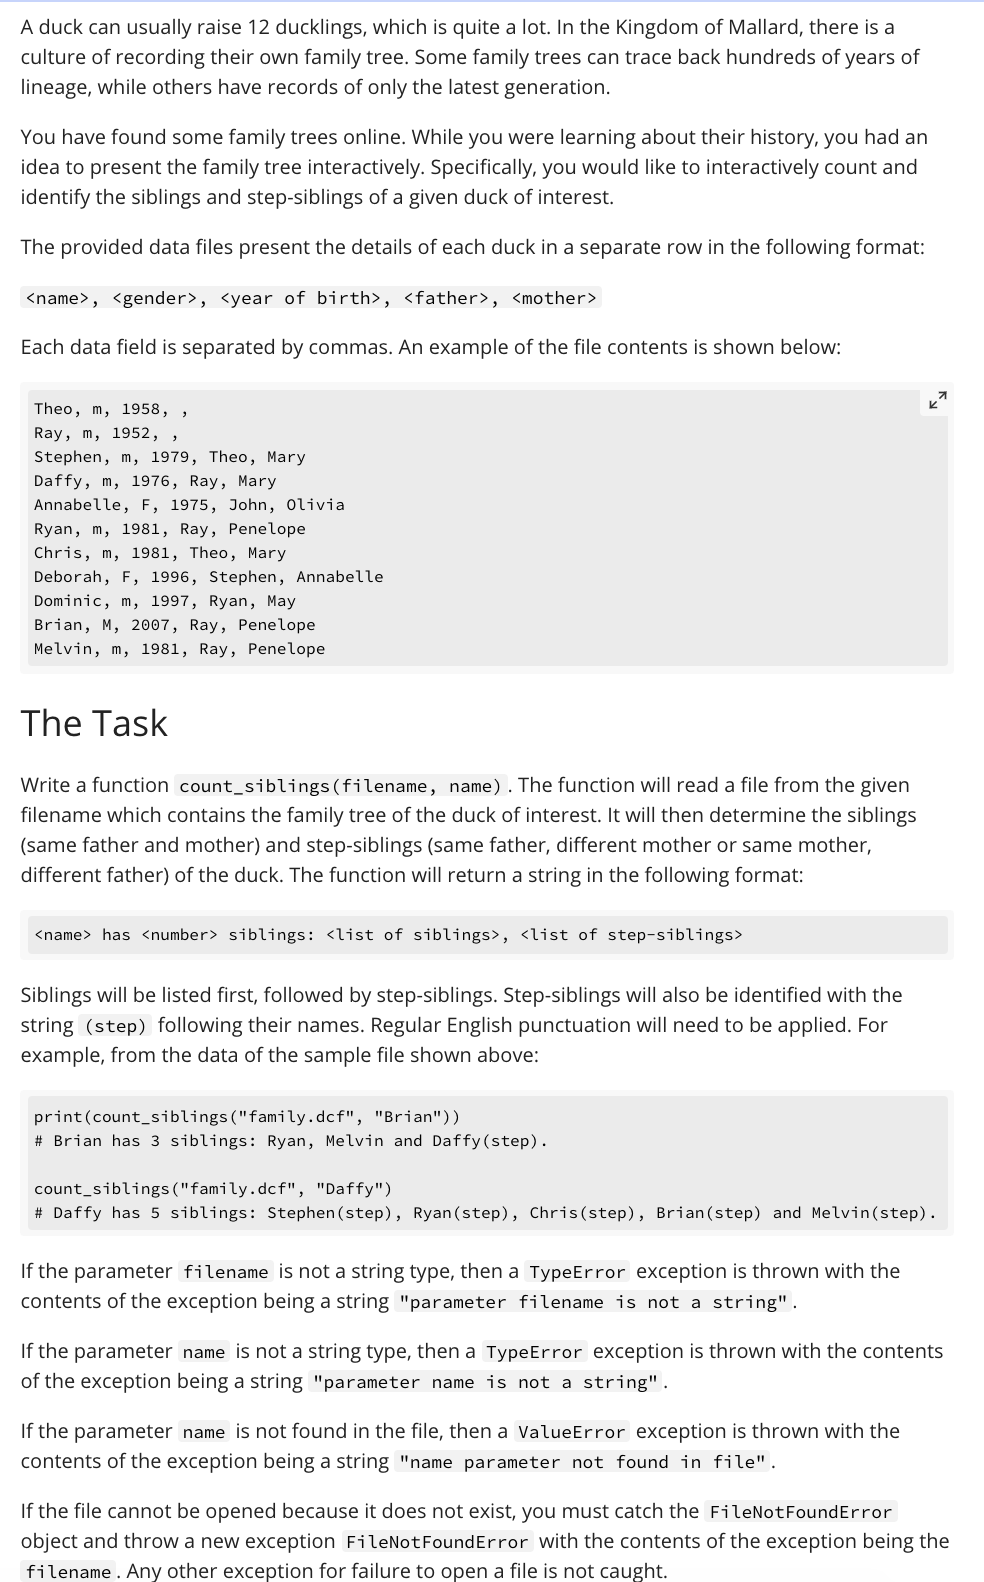 A duck can usually raise 12 ducklings, which is quite a lot. In the Kingdom of Mallard, there is a
culture of recording their own family tree. Some family trees can trace back hundreds of years of
lineage, while others have records of only the latest generation.
You have found some family trees online. While you were learning about their history, you had an
idea to present the family tree interactively. Specifically, you would like to interactively count and
identify the siblings and step-siblings of a given duck of interest.
The provided data files present the details of each duck in a separate row in the following format:
<name>, <gender>, <year of birth>, <father>, <mother>
Each data field is separated by commas. An example of the file contents is shown below:
Theo, m, 1958, ,
Ray, m, 1952, ,
Stephen, m, 1979, Theo, Mary
Daffy, m, 1976, Ray, Mary
Annabelle, F, 1975, John, Olivia
Ryan, m, 1981, Ray, Penelope
Chris, m, 1981, Theo, Mary
Deborah, F, 1996, Stephen, Annabelle
Dominic, m, 1997, Ryan, May
Brian, M, 2007, Ray, Penelope
Melvin, m, 1981, Ray, Penelope
The Task
Write a function count_siblings(filename, name). The function will read a file from the given
filename which contains the family tree of the duck of interest. It will then determine the siblings
(same father and mother) and step-siblings (same father, different mother or same mother,
different father) of the duck. The function will return a string in the following format:
<name> has <number> siblings: <list of siblings>, <list of step-siblings>
Siblings will be listed first, followed by step-siblings. Step-siblings will also be identified with the
string (step) following their names. Regular English punctuation will need to be applied. For
example, from the data of the sample file shown above:
print(count_siblings("family.dcf", "Brian"))
# Brian has 3 siblings: Ryan, Melvin and Daffy(step).
count_siblings("family.dcf", "Daffy")
# Daffy has 5 siblings: Stephen(step), Ryan(step), Chris(step), Brian(step) and Melvin(step).
If the parameter filename is not a string type, then a TypeError exception is thrown with the
contents of the exception being a string "parameter filename is not a string".
If the parameter name is not a string type, then a TypeError exception is thrown with the contents
of the exception being a string "parameter name is not a string".
If the parameter name is not found in the file, then a ValueError exception is thrown with the
contents of the exception being a string "name parameter not found in file".
If the file cannot be opened because it does not exist, you must catch the FileNotFoundError
object and throw a new exception FileNotFoundError with the contents of the exception being the
filename. Any other exception for failure to open a file is not caught.